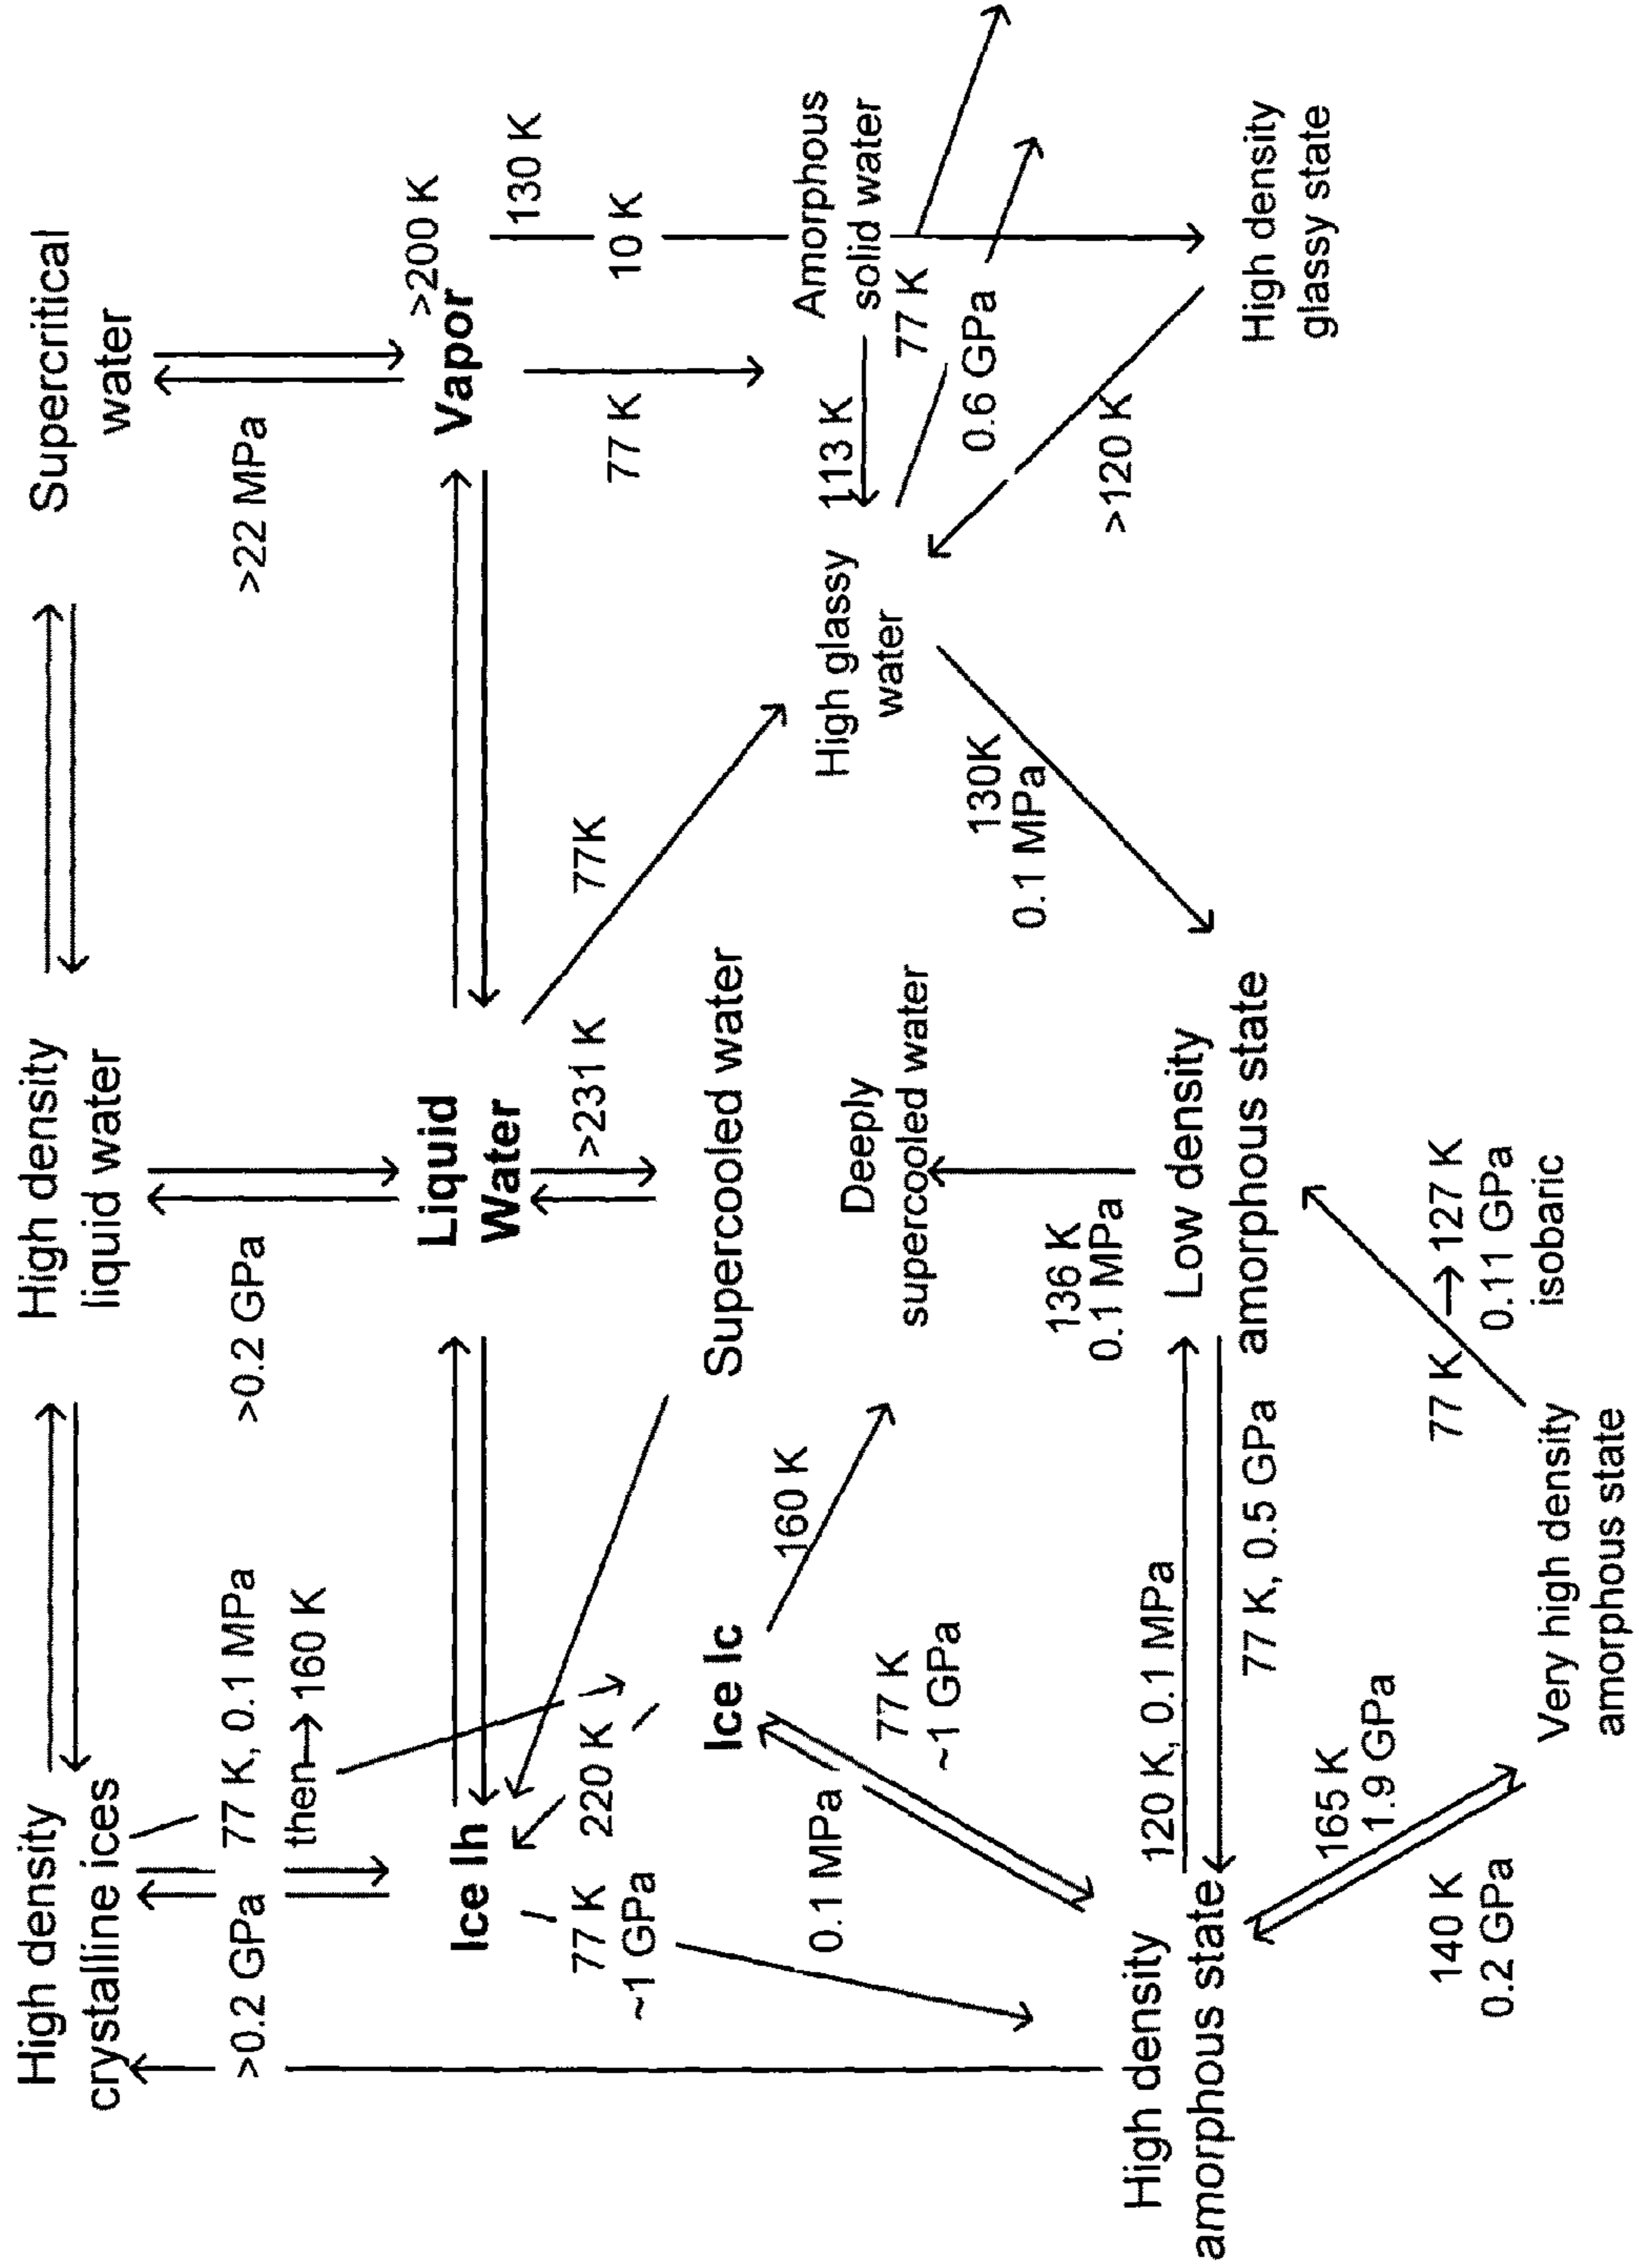 High density
crystalline ices
High density
liquid water
Supercritical
water
>0.2 GPa
77 K, 0.1 MPa
then→160 K
>0.2 GPa
>22 MPa
Ice Ih
Liquid
Water
Vapor
>200 K
77 K
~1 GPa
220 K
>231 K
77K
77 K
130 K
10 K
Ice Ic
160 K
Supercooled water
High glassy
water
113 K
Amorphous
solid water
77 K
0.6 GPa
0.1 MPa
77 K
~1 GPa
Deeply
supercooled water
130K
0.1 MPa
>120 K
136 K
0.1 MPa
High density
amorphous state
120 K, 0.1 MPa
77 K, 0.5 GPa
Low density
amorphous state
High density
glassy state
140 K
0.2 GPa
165 K
1.9 GPa
77 K→127 K
0.11 GPa
isobaric
Very high density
amorphous state